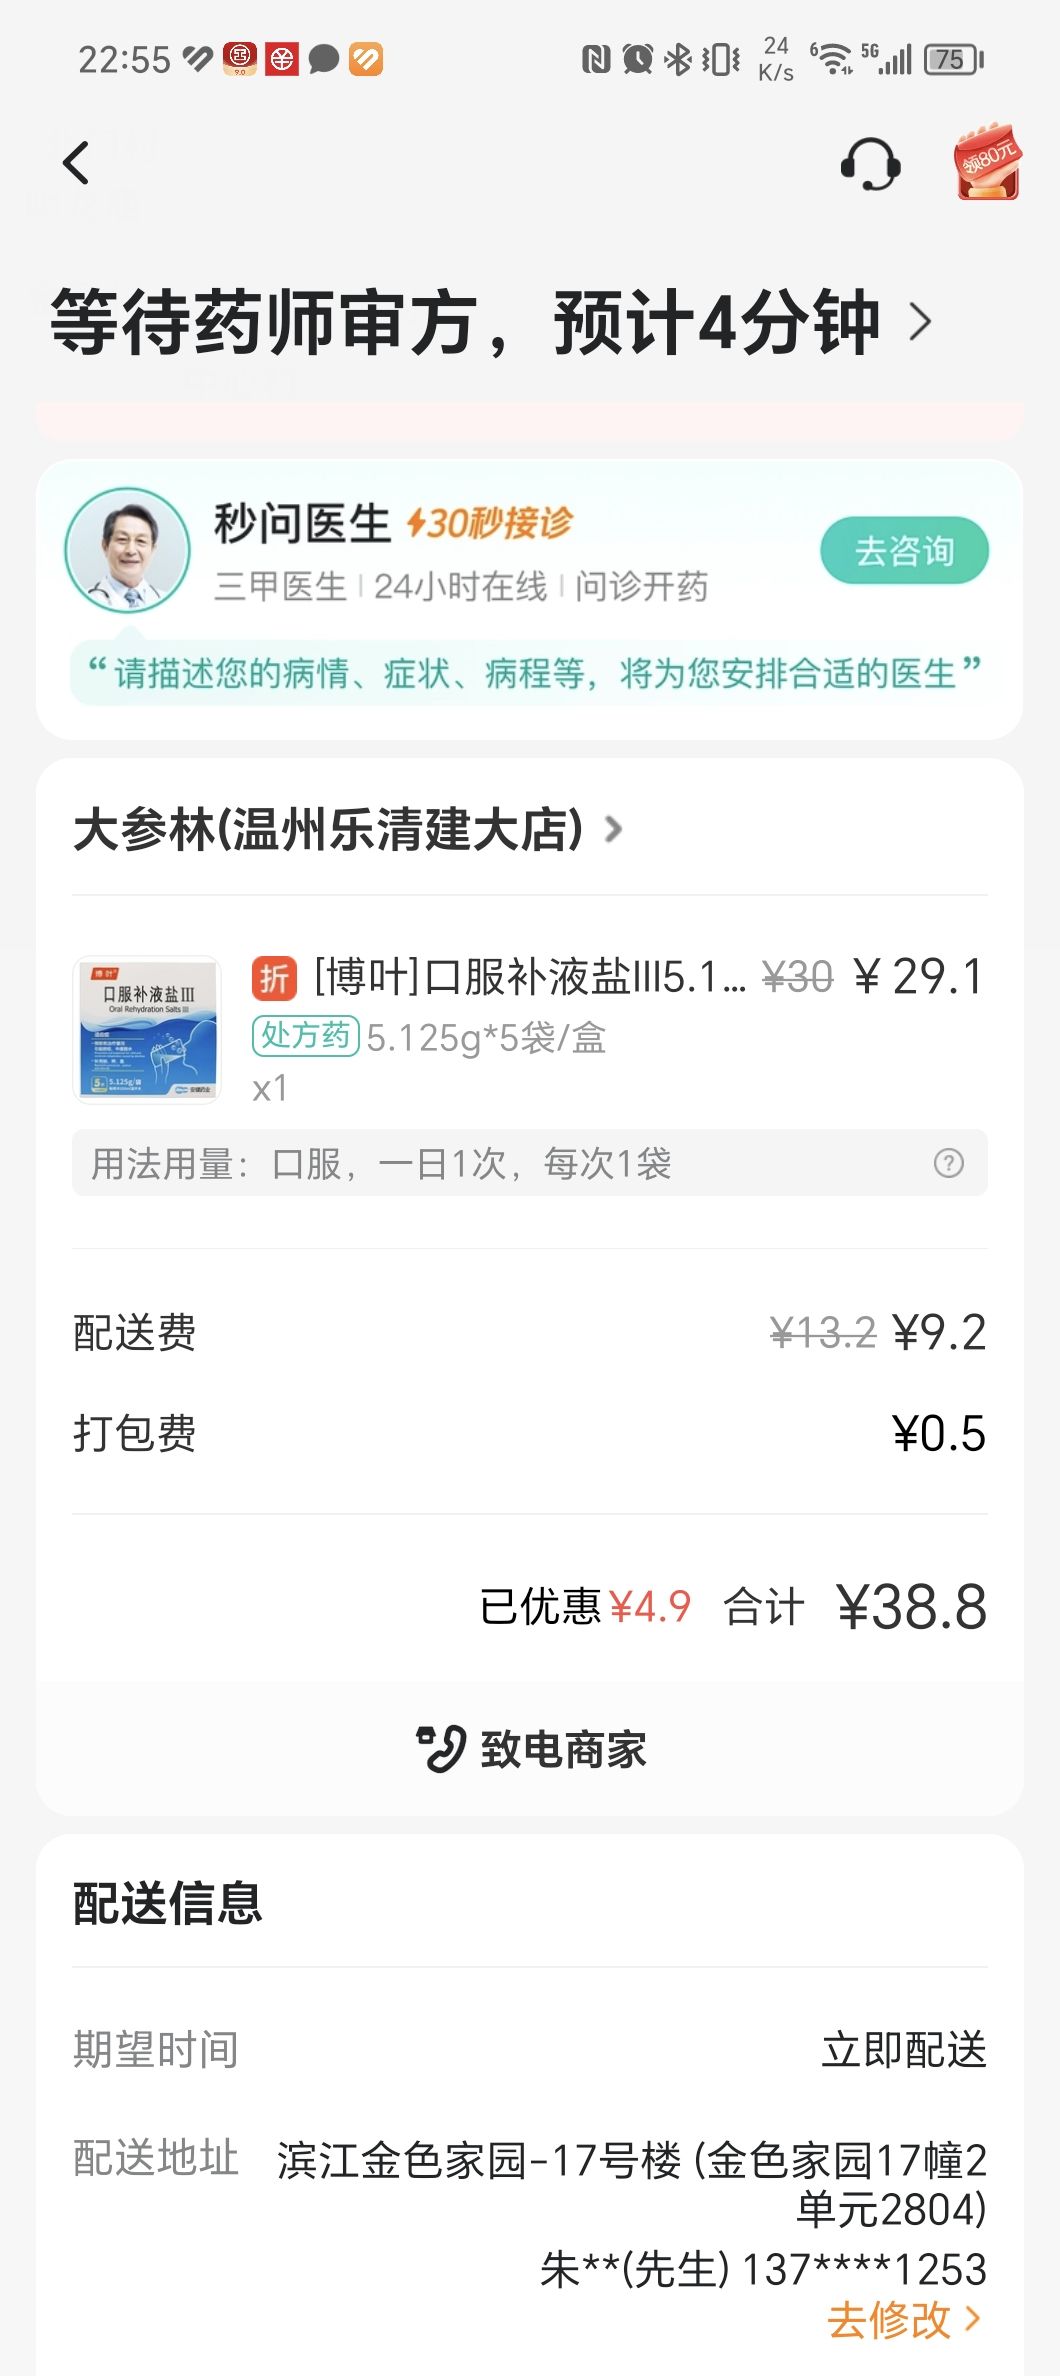 22:55
24
K/s
6
5G
75
领80元
等待药师审方，预计4分钟
秒问医生 30秒接诊
三甲医生 | 24小时在线 | 问诊开药
去咨询
“请描述您的病情、症状、病程等，将为您安排合适的医生”
大参林(温州乐清建大店)
博叶
口服补液盐III
Oral Rehydration Salts III
5.125g/袋
折 [博叶]口服补液盐III5.1... ¥30 ¥29.1
处方药 5.125g*5袋/盒
x1
用法用量：口服，一日1次，每次1袋
配送费 ¥13.2 ¥9.2
打包费 ¥0.5
已优惠¥4.9 合计 ¥38.8
致电商家
配送信息
期望时间 立即配送
配送地址 滨江金色家园-17号楼 (金色家园17幢2
单元2804)
朱**(先生) 137****1253
去修改